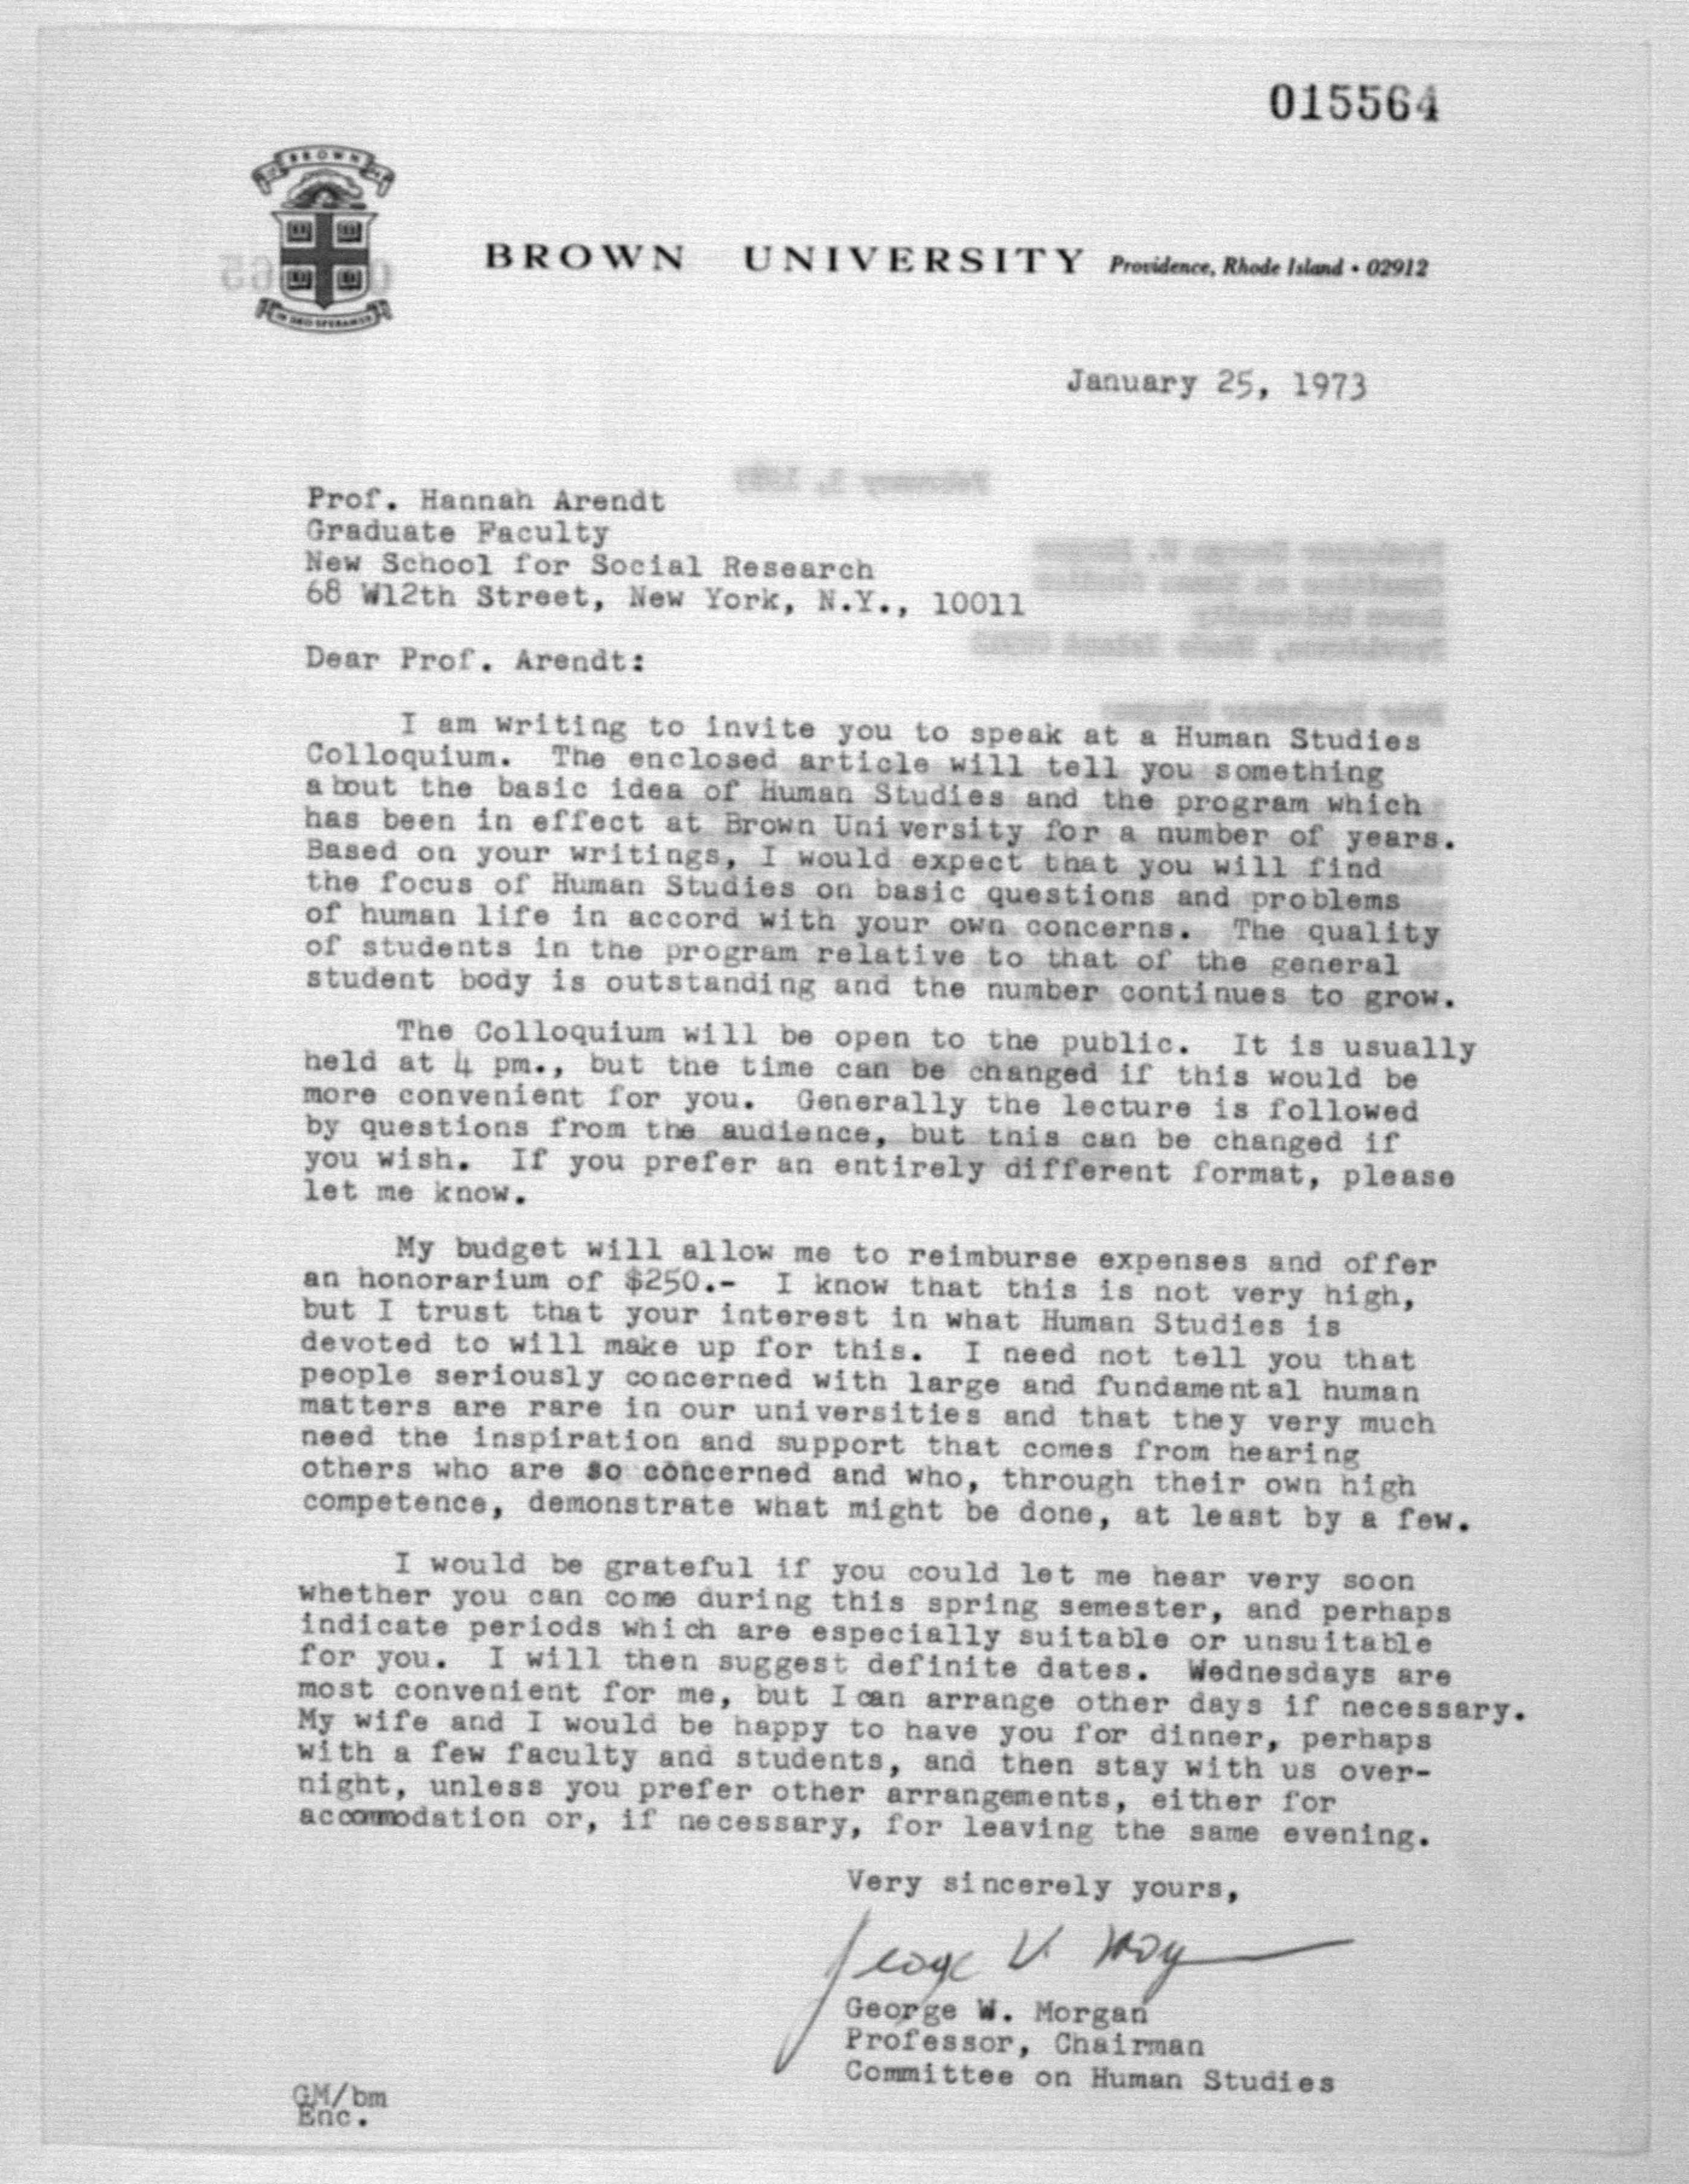 015564
BROWN
BROWN UNIVERSITY Providence, Rhode Island • 02912
IN DEO SPERAMUS
January 25, 1973
Prof. Hannah Arendt
Graduate Faculty
New School for Social Research
68 W12th Street, New York, N.Y., 10011
Dear Prof. Arendt:
I am writing to invite you to speak at a Human Studies
Colloquium. The enclosed article will tell you something
about the basic idea of Human Studies and the program which
has been in effect at Brown University for a number of years.
Based on your writings, I would expect that you will find
the focus of Human Studies on basic questions and problems
of human life in accord with your own concerns. The quality
of students in the program relative to that of the general
student body is outstanding and the number continues to grow.
The Colloquium will be open to the public. It is usually
held at 4 pm., but the time can be changed if this would be
more convenient for you. Generally the lecture is followed
by questions from the audience, but this can be changed if
you wish. If you prefer an entirely different format, please
let me know.
My budget will allow me to reimburse expenses and offer
an honorarium of $250.- I know that this is not very high,
but I trust that your interest in what Human Studies is
devoted to will make up for this. I need not tell you that
people seriously concerned with large and fundamental human
matters are rare in our universities and that they very much
need the inspiration and support that comes from hearing
others who are so concerned and who, through their own high
competence, demonstrate what might be done, at least by a few.
I would be grateful if you could let me hear very soon
whether you can come during this spring semester, and perhaps
indicate periods which are especially suitable or unsuitable
for you. I will then suggest definite dates. Wednesdays are
most convenient for me, but I can arrange other days if necessary.
My wife and I would be happy to have you for dinner, perhaps
with a few faculty and students, and then stay with us over-
night, unless you prefer other arrangements, either for
accommodation or, if necessary, for leaving the same evening.
Very sincerely yours,
George W. Morgan
Professor, Chairman
Committee on Human Studies
GM/bm
Enc.